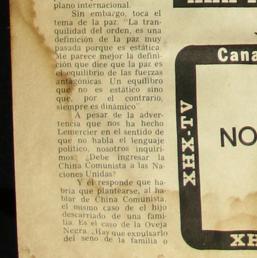 plano internacional.
Sin embargo, toca el
tema de la paz. "La tran-
quilidad del orden, es una
definición de la paz muy
pasada porque es estática.
Me parece mejor la defini-
ción que dice que la paz es
el equilibrio de las fuerzas
antagónicas. Un equilibro
que no es estático sino
que, por el contrario,
siempre es dinámico"
A pesar de la adver-
tencia que nos ha hecho
Lemercier en el sentido de
que no habla el lenguaje
político, nosotros inquiri-
mos: ¿Debe ingresar la
China Comunista a las Na-
ciones Unidas?
Y él responde que ha-
bría que plantearse, al ha-
blar de China Comunista,
el mismo caso de el hijo
descarriado de una fami-
lia. Es el caso de la Oveja
Negra. ¿Hay que expulsarlo
del seno de la familia o
Cana
XHX-TV
NO
XH